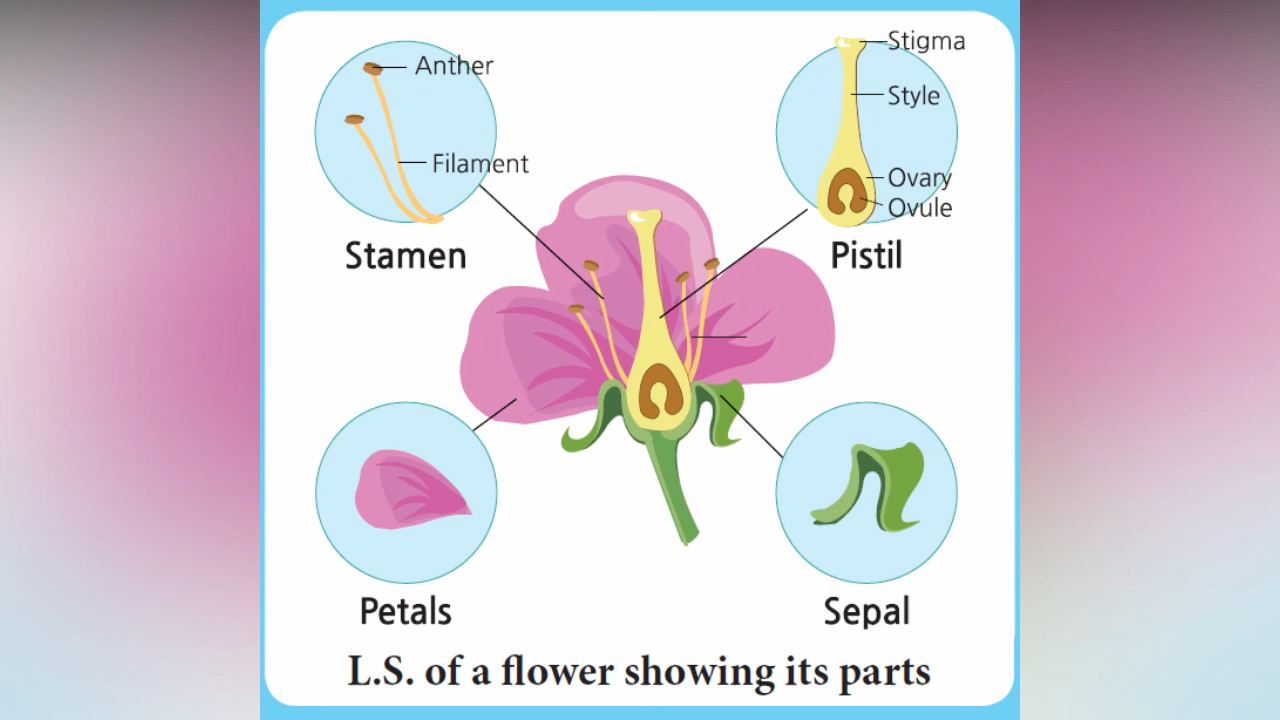 Anther
Filament
Stamen
Stigma
Style
Ovary
Ovule
Pistil
Petals
Sepal
L.S. of a flower showing its parts